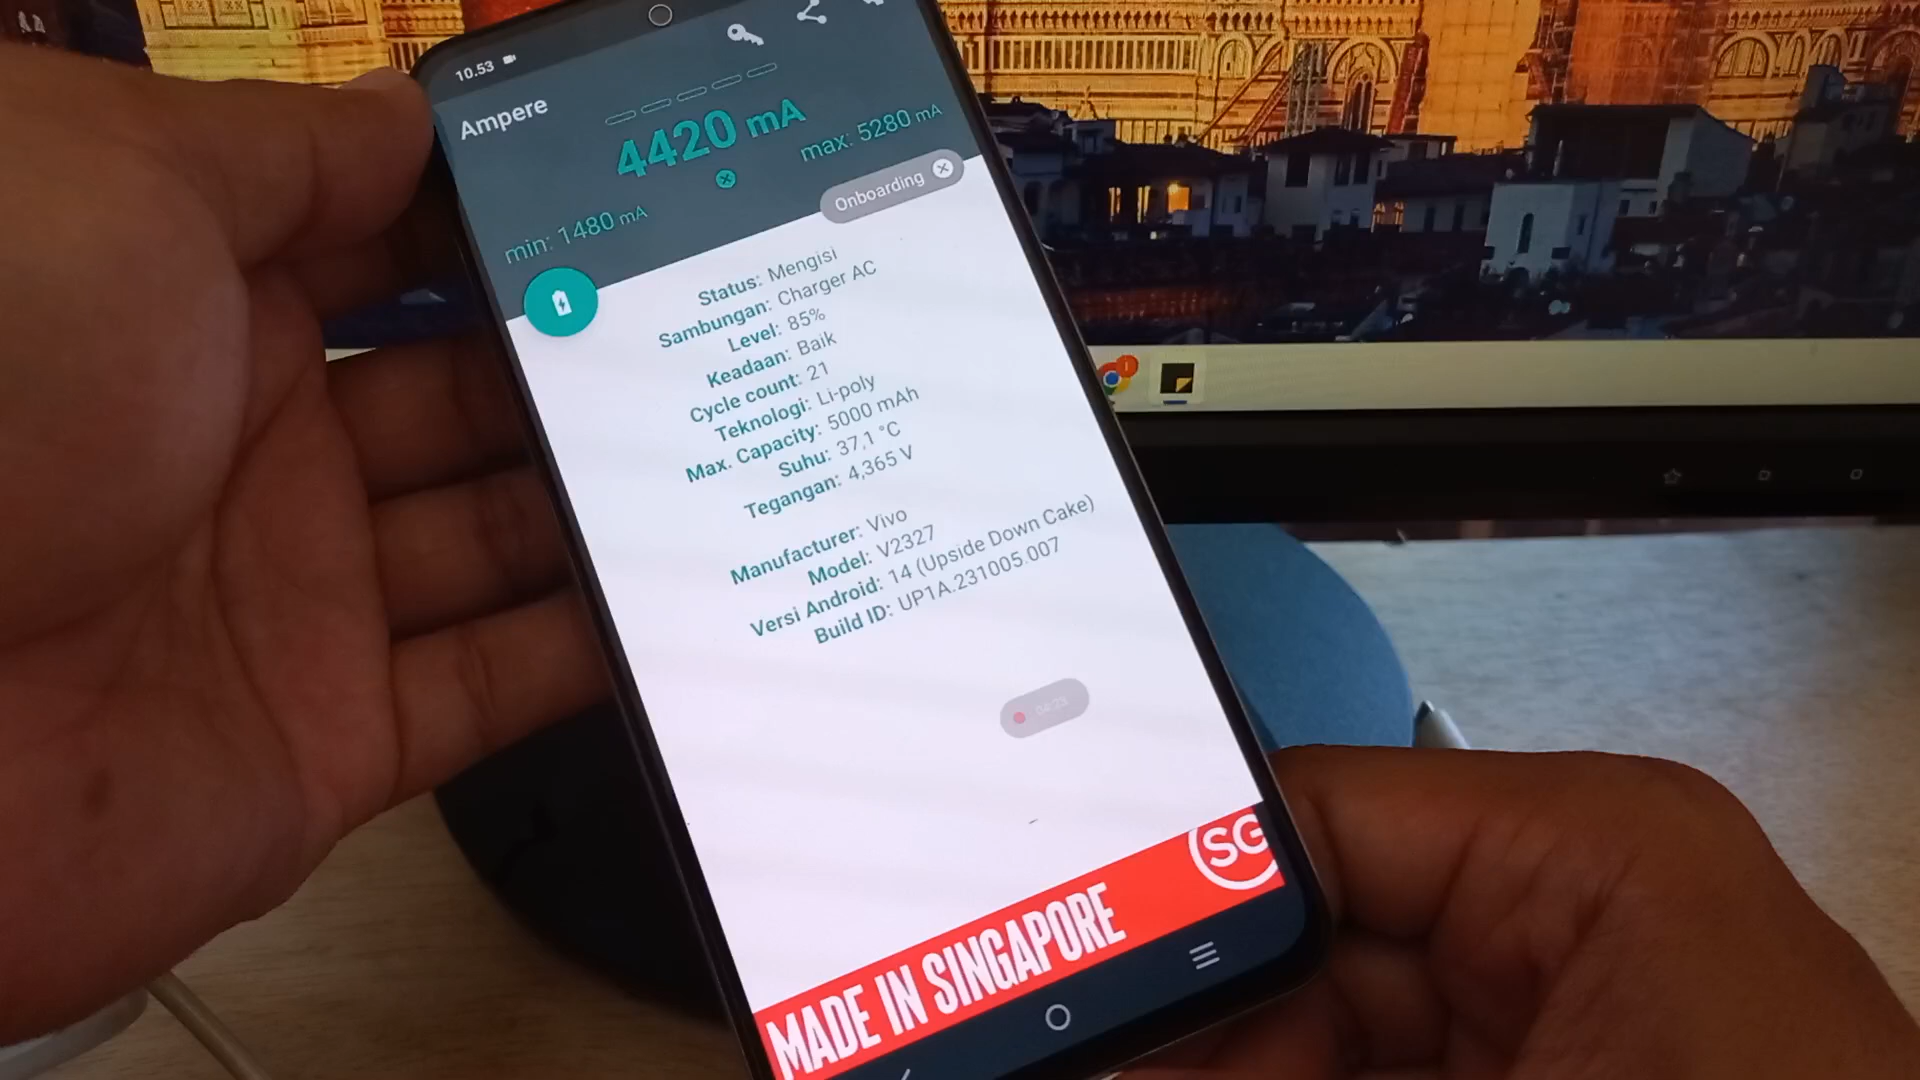 10.53
Ampere
4420 mA
min: 1480 mA
max: 5280 mA
Onboarding
Status: Mengisi
Sambungan: Charger AC
Level: 85%
Keadaan: Baik
Cycle count: 21
Teknologi: Li-poly
Max. Capacity: 5000 mAh
Suhu: 37,1 °C
Tegangan: 4,365 V
Manufacturer: Vivo
Model: V2327
Versi Android: 14 (Upside Down Cake)
Build ID: UP1A.231005.007
MADE IN SINGAPORE
SG